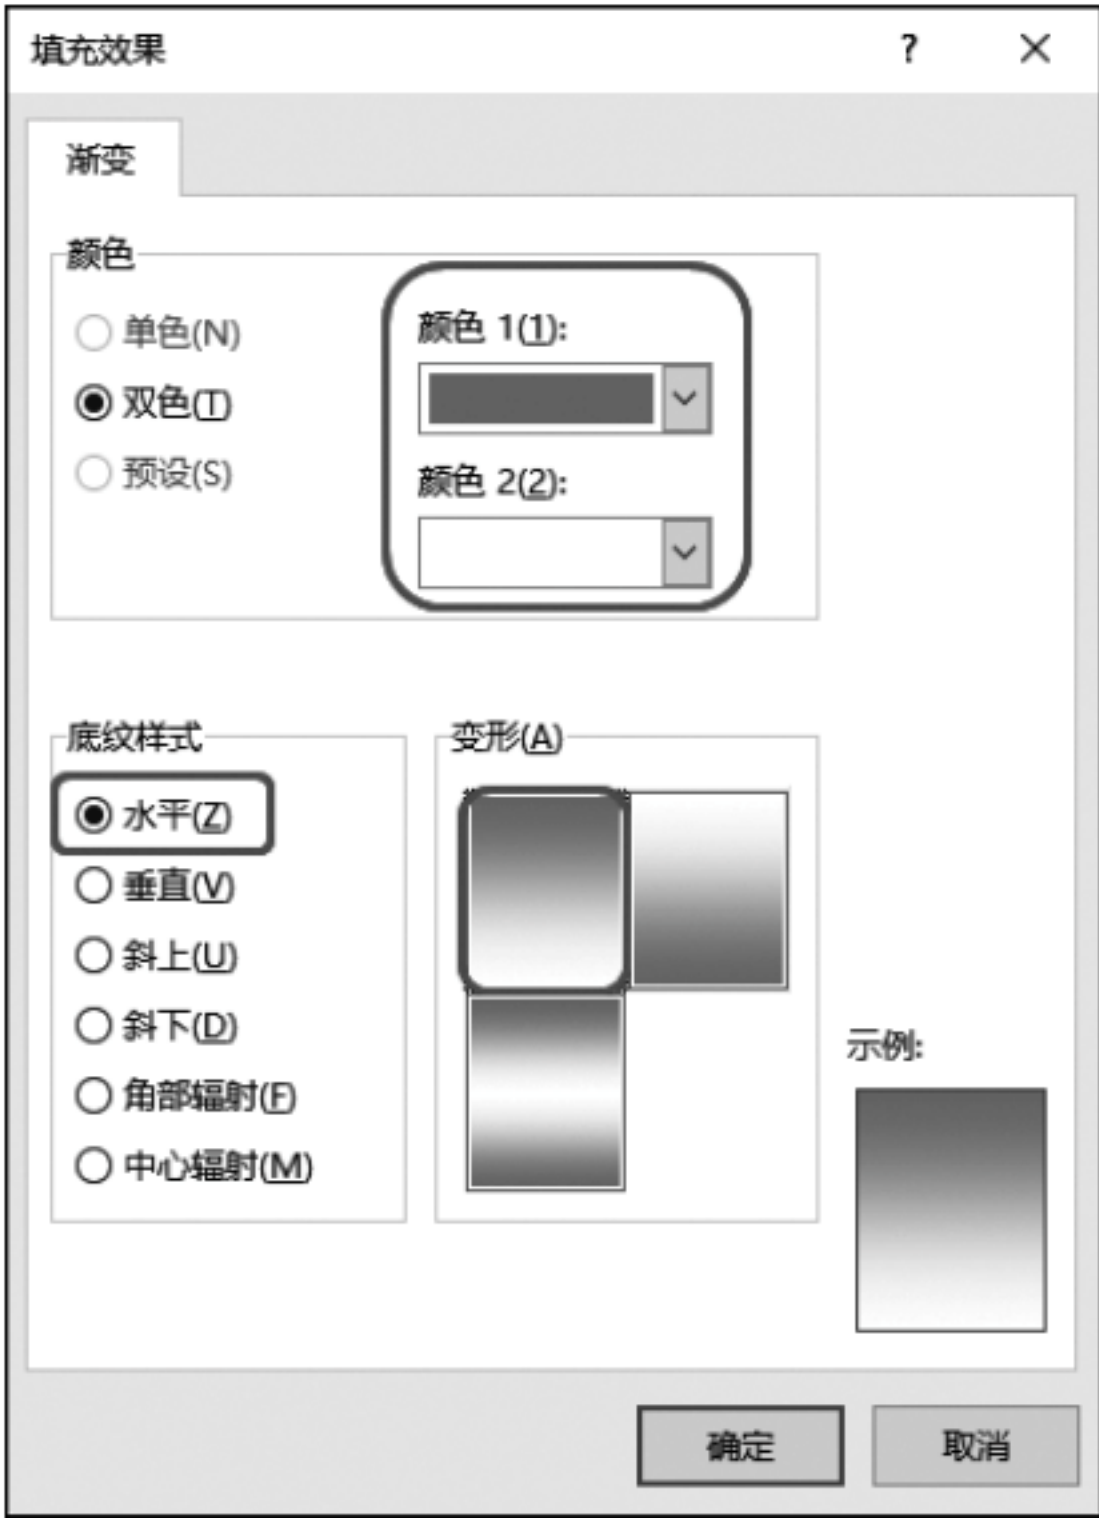 填充效果
?
渐变
颜色
单色(N)
双色(T)
预设(S)
颜色 1(1):
颜色 2(2):
底纹样式
水平(Z)
垂直(V)
斜上(U)
斜下(D)
角部辐射(F)
中心辐射(M)
变形(A)
示例:
确定
取消